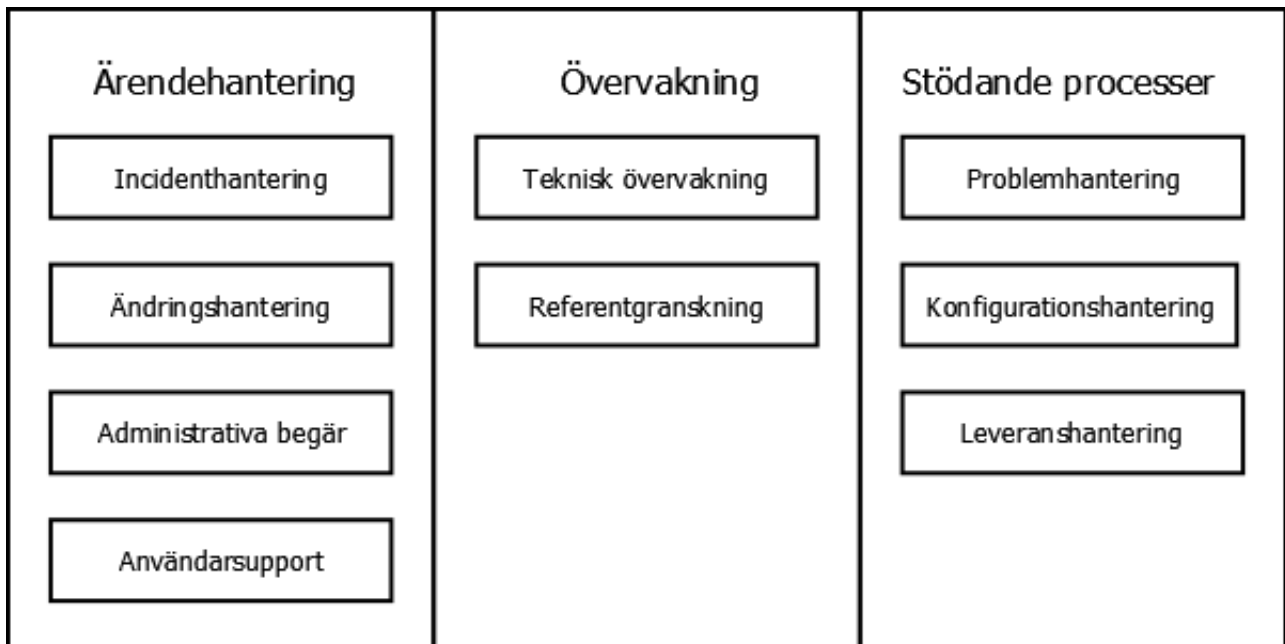 Ärendehantering
Incidenthantering
Ändringshantering
Administrativa begär
Användarsupport
Övervakning
Teknisk övervakning
Referentgranskning
Stödande processer
Problemhantering
Konfigurationshantering
Leveranshantering